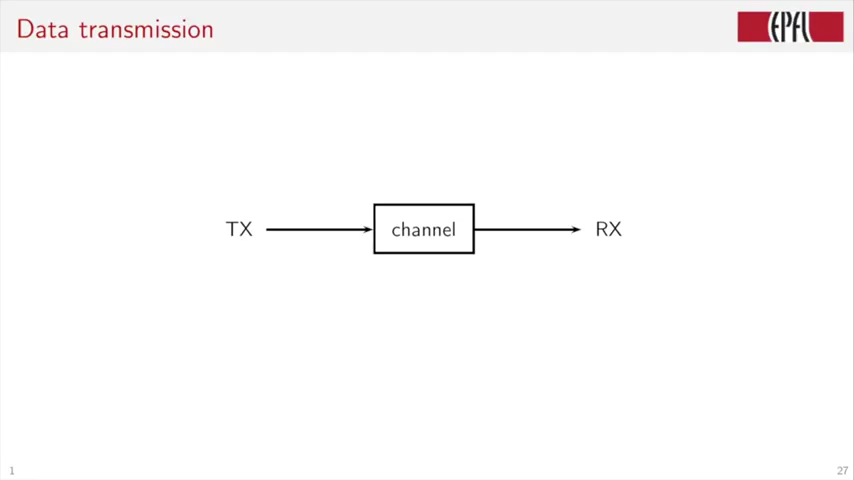 Data transmission
EPFL
TX
channel
RX
1
27